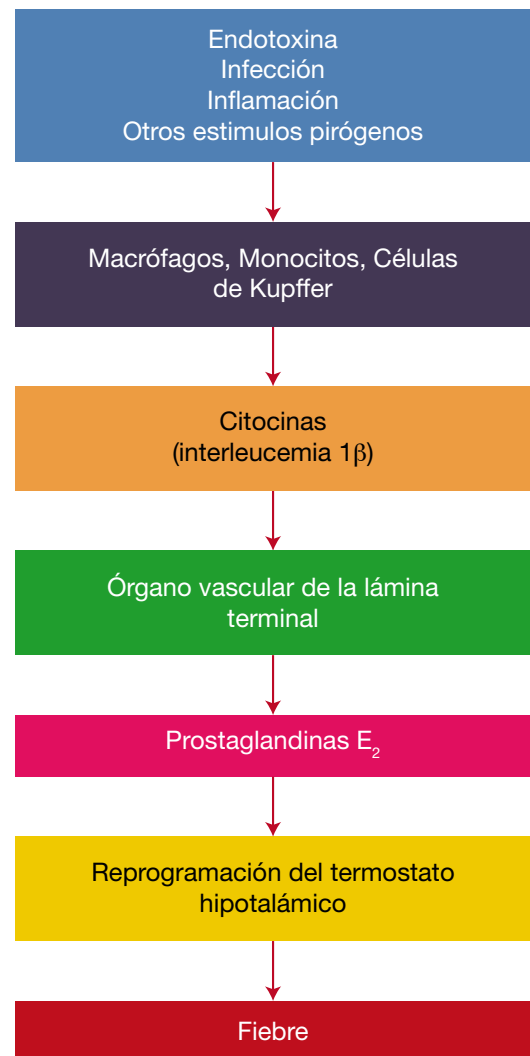 Endotoxina
Infección
Inflamación
Otros estimulos pirógenos
Macrófagos, Monocitos, Células
de Kupffer
Citocinas
(interleucemia 1β)
Órgano vascular de la lámina
terminal
Prostaglandinas E₂
Reprogramación del termostato
hipotalámico
Fiebre